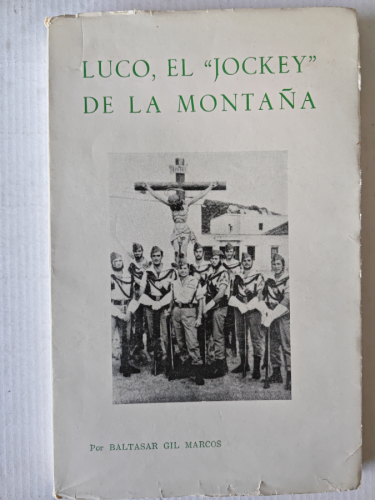 LUCO, EL “JOCKEY”
DE LA MONTAÑA
Por BALTASAR GIL MARCOS